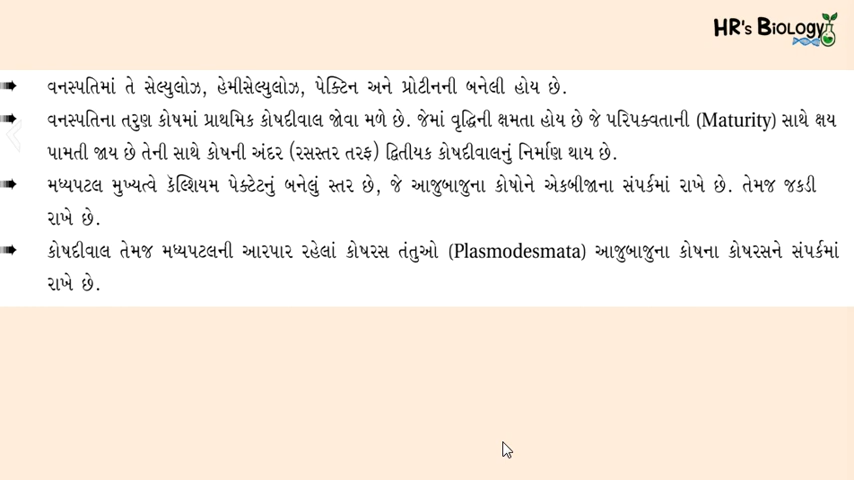 HR's BIOLOGY
વનસ્પતિમાં તે સેલ્યુલોઝ, હેમીસેલ્યુલોઝ, પેક્ટિન અને પ્રોટીનની બનેલી હોય છે.
વનસ્પતિના તરુણ કોષમાં પ્રાથમિક કોષદીવાલ જોવા મળે છે. જેમાં વૃદ્ધિની ક્ષમતા હોય છે જે પરિપક્વતાની (Maturity) સાથે ક્ષય
પામતી જાય છે તેની સાથે કોષની અંદર (રસસ્તર તરફ) દ્વિતીયક કોષદીવાલનું નિર્માણ થાય છે.
મધ્યપટલ મુખ્યત્વે કૅલ્શિયમ પેક્ટેટનું બનેલું સ્તર છે, જે આજુબાજુના કોષોને એકબીજાના સંપર્કમાં રાખે છે. તેમજ જકડી
રાખે છે.
કોષદીવાલ તેમજ મધ્યપટલની આરપાર રહેલાં કોષરસ તંતુઓ (Plasmodesmata) આજુબાજુના કોષના કોષરસને સંપર્કમાં
રાખે છે.